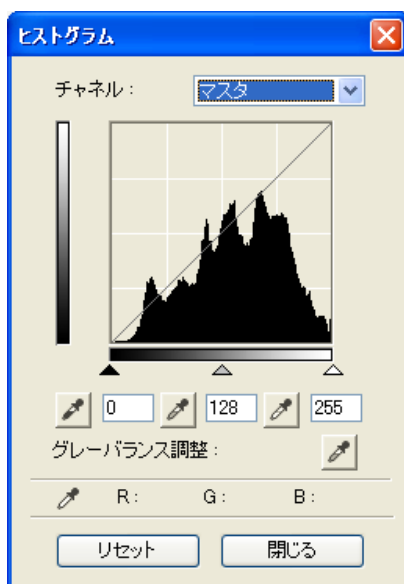 ヒストグラム
チャネル： マスタ
0 128 255
グレーバランス調整：
R： G： B：
リセット 閉じる